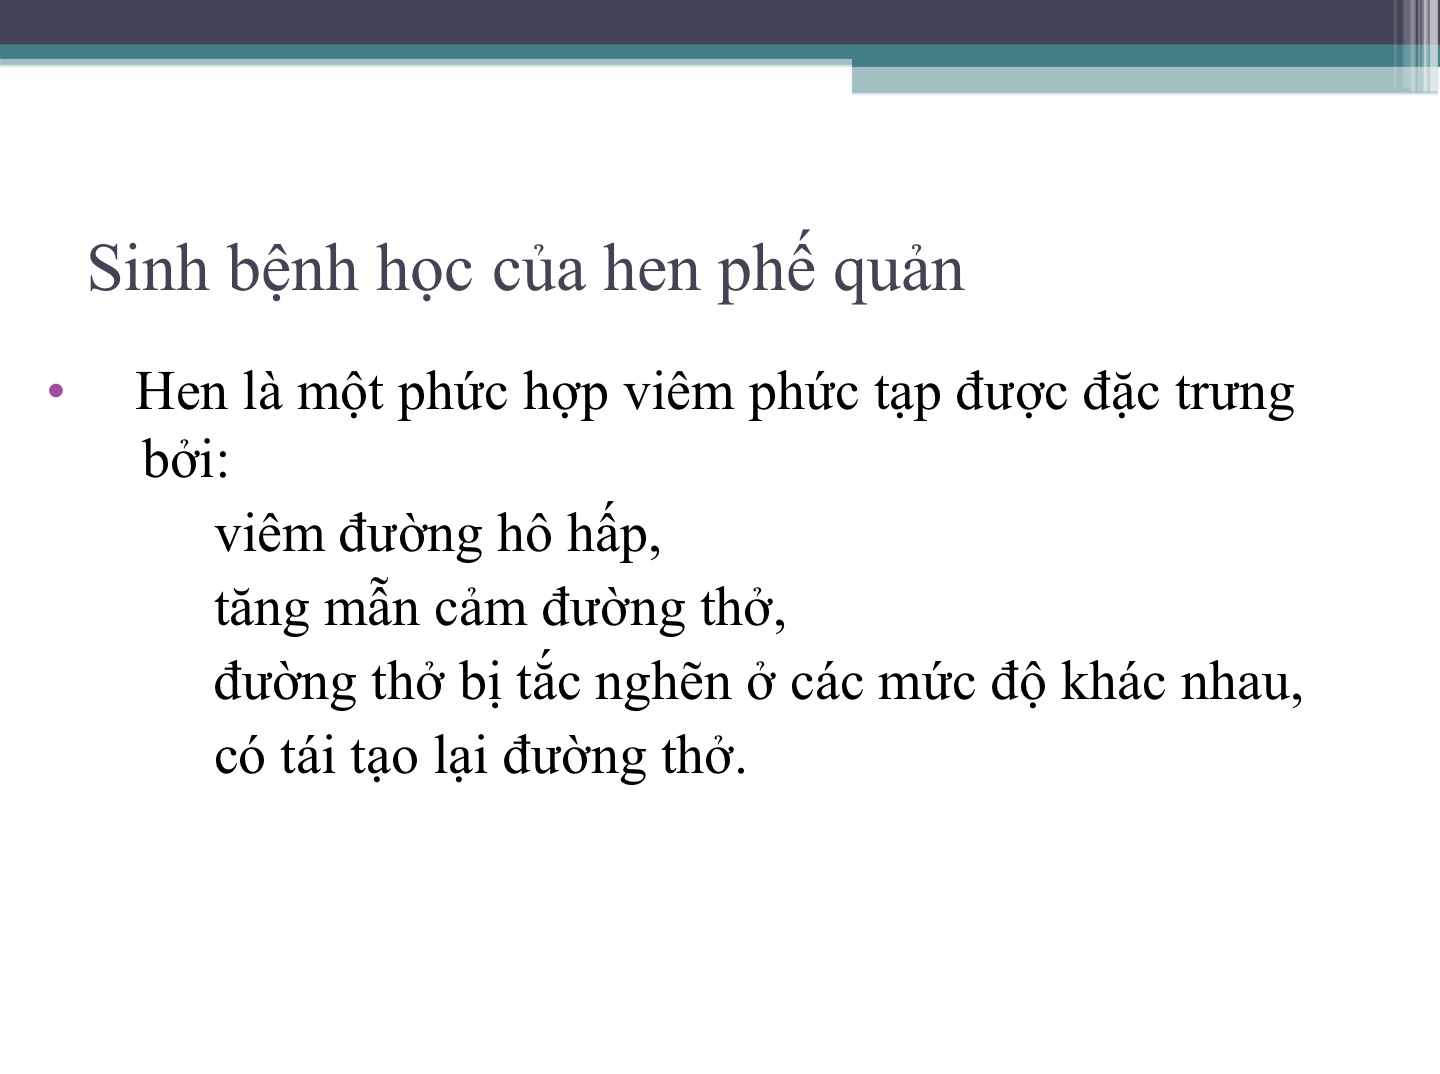 Sinh bệnh học của hen phế quản
• Hen là một phức hợp viêm phức tạp được đặc trưng
bởi:
viêm đường hô hấp,
tăng mẫn cảm đường thở,
đường thở bị tắc nghẽn ở các mức độ khác nhau,
có tái tạo lại đường thở.